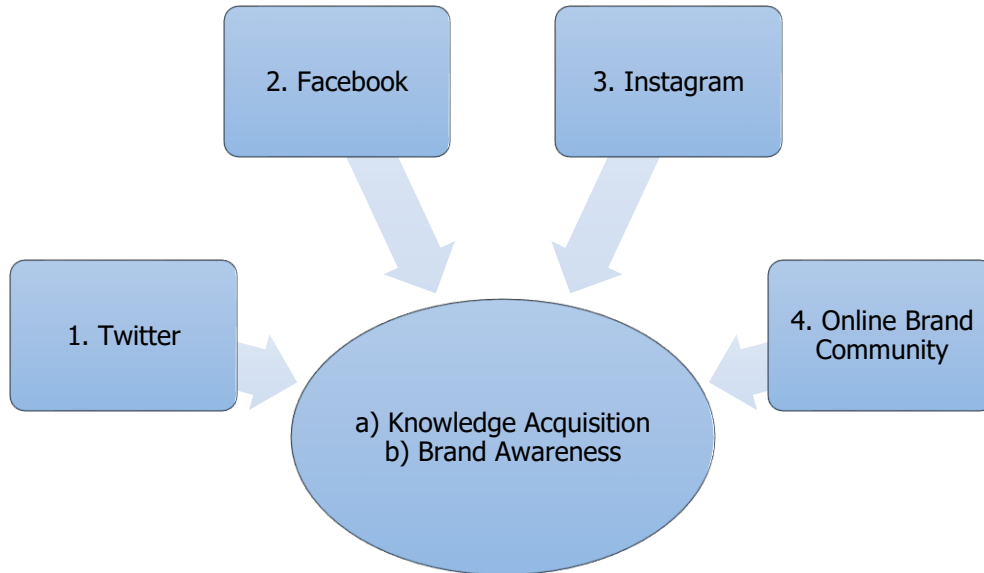 1. Twitter
2. Facebook
3. Instagram
4. Online Brand
Community
a) Knowledge Acquisition
b) Brand Awareness